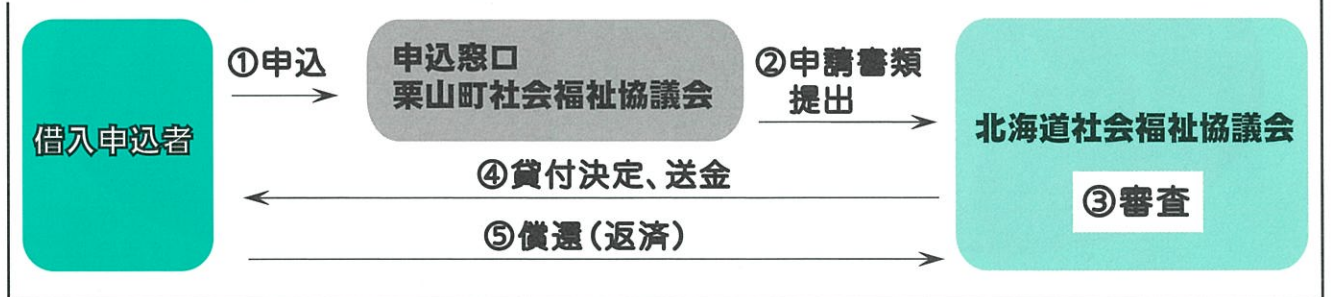 借入申込者
①申込
申込窓口
栗山町社会福祉協議会
②申請書類
提出
北海道社会福祉協議会
③審査
④貸付決定、送金
⑤償還(返済)